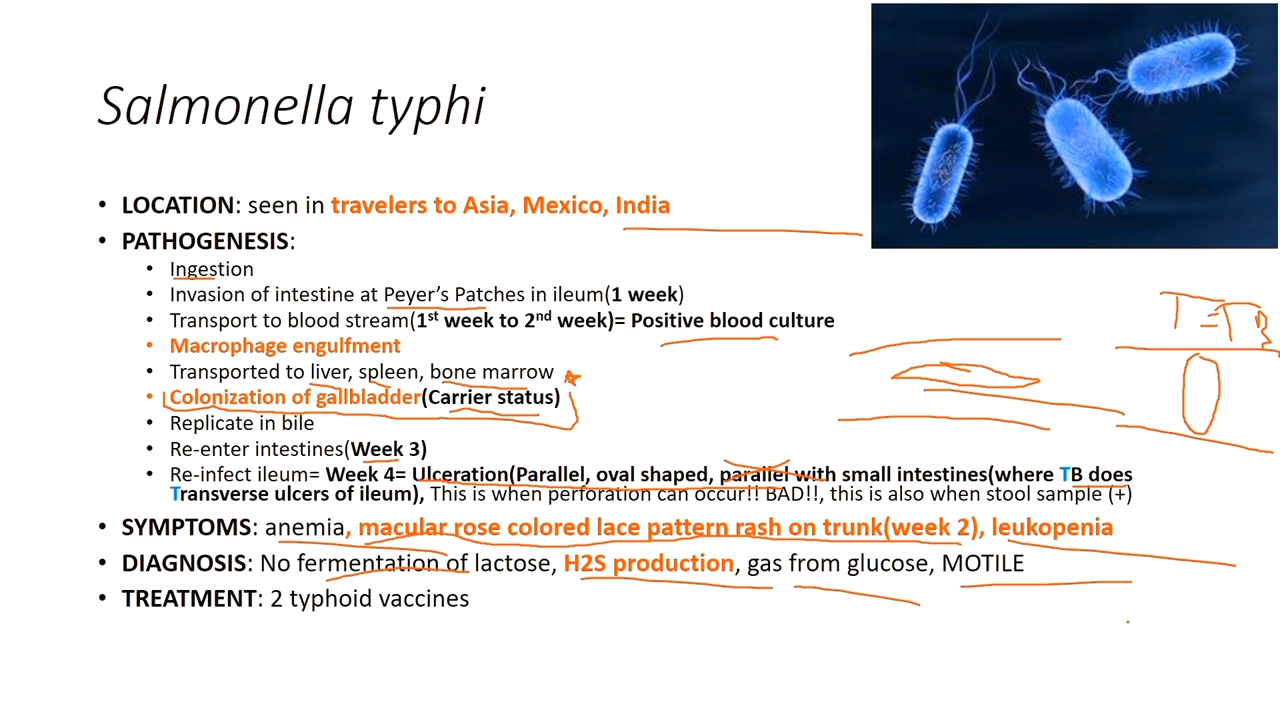 Salmonella typhi
• LOCATION: seen in travelers to Asia, Mexico, India
• PATHOGENESIS:
• Ingestion
• Invasion of intestine at Peyer's Patches in ileum(1 week)
• Transport to blood stream(1st week to 2nd week)= Positive blood culture
• Macrophage engulfment
• Transported to liver, spleen, bone marrow
• Colonization of gallbladder(Carrier status)
• Replicate in bile
• Re-enter intestines(Week 3)
• Re-infect ileum= Week 4= Ulceration(Parallel, oval shaped, parallel with small intestines(where TB does
Transverse ulcers of ileum), This is when perforation can occur!! BAD!!, this is also when stool sample (+)
• SYMPTOMS: anemia, macular rose colored lace pattern rash on trunk(week 2), leukopenia
• DIAGNOSIS: No fermentation of lactose, H2S production, gas from glucose, MOTILE
• TREATMENT: 2 typhoid vaccines
T = TB